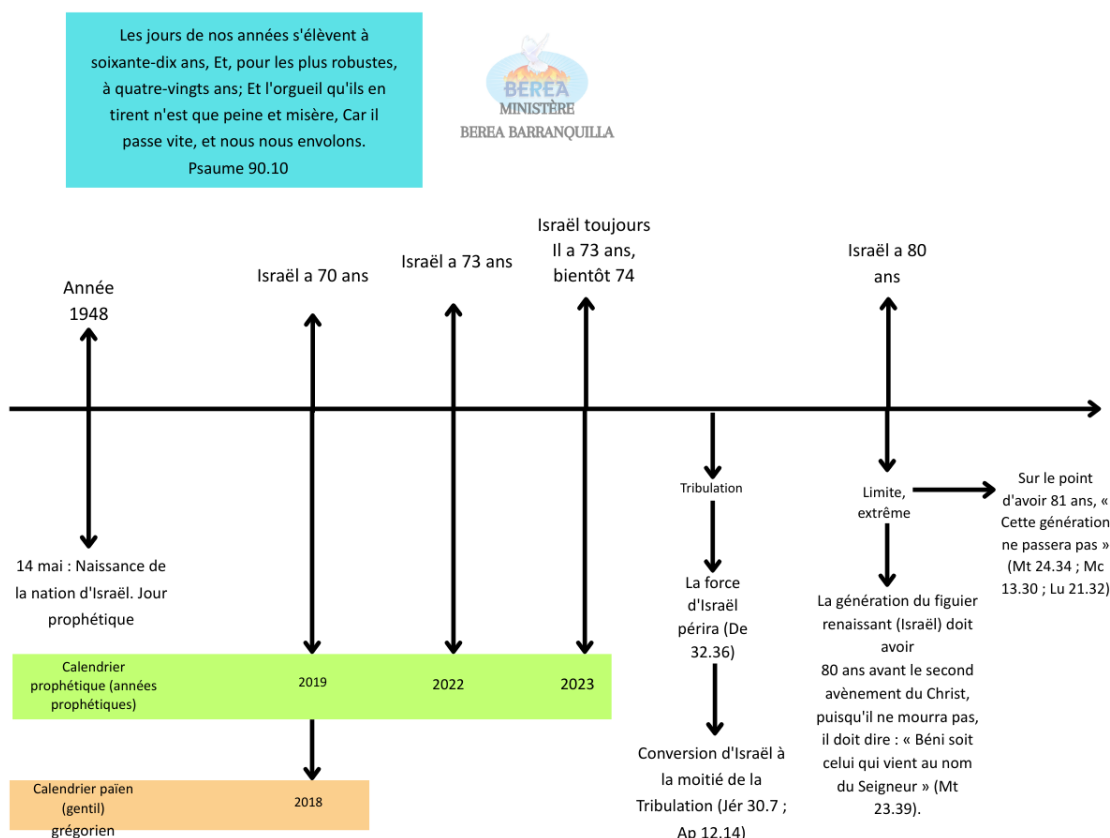 Les jours de nos années s'élèvent à
soixante-dix ans, Et, pour les plus robustes,
à quatre-vingts ans; Et l'orgueil qu'ils en
tirent n'est que peine et misère, Car il
passe vite, et nous nous envolons.
Psaume 90.10
BEREA
MINISTÈRE
BEREA BARRANQUILLA
Année
1948
Israël a 70 ans
Israël a 73 ans
Israël toujours
Il a 73 ans,
bientôt 74
Israël a 80
ans
14 mai : Naissance de
la nation d'Israël. Jour
prophétique
Tribulation
La force
d'Israël
périra (De
32.36)
Conversion d'Israël à
la moitié de la
Tribulation (Jér 30.7 ;
Ap 12.14)
Limite,
extrême
La génération du figuier
renaissant (Israël) doit
avoir
80 ans avant le second
avènement du Christ,
puisqu'il ne mourra pas,
il doit dire : « Béni soit
celui qui vient au nom
du Seigneur » (Mt
23.39).
Sur le point
d'avoir 81 ans, «
Cette génération
ne passera pas »
(Mt 24.34 ; Mc
13.30 ; Lu 21.32)
Calendrier
prophétique (années
prophétiques)
2019
2022
2023
Calendrier païen
(gentil)
grégorien
2018